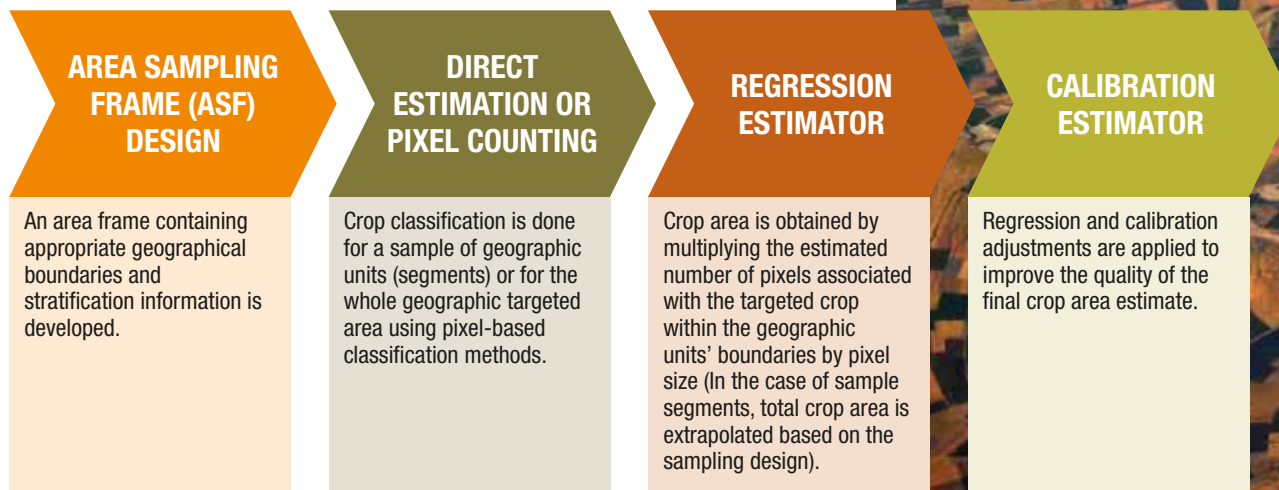 AREA SAMPLING
FRAME (ASF)
DESIGN
An area frame containing
appropriate geographical
boundaries and
stratification information is
developed.
DIRECT
ESTIMATION OR
PIXEL COUNTING
Crop classification is done
for a sample of geographic
units (segments) or for the
whole geographic targeted
area using pixel-based
classification methods.
REGRESSION
ESTIMATOR
Crop area is obtained by
multiplying the estimated
number of pixels associated
with the targeted crop
within the geographic
units’ boundaries by pixel
size (In the case of sample
segments, total crop area is
extrapolated based on the
sampling design).
CALIBRATION
ESTIMATOR
Regression and calibration
adjustments are applied to
improve the quality of the
final crop area estimate.